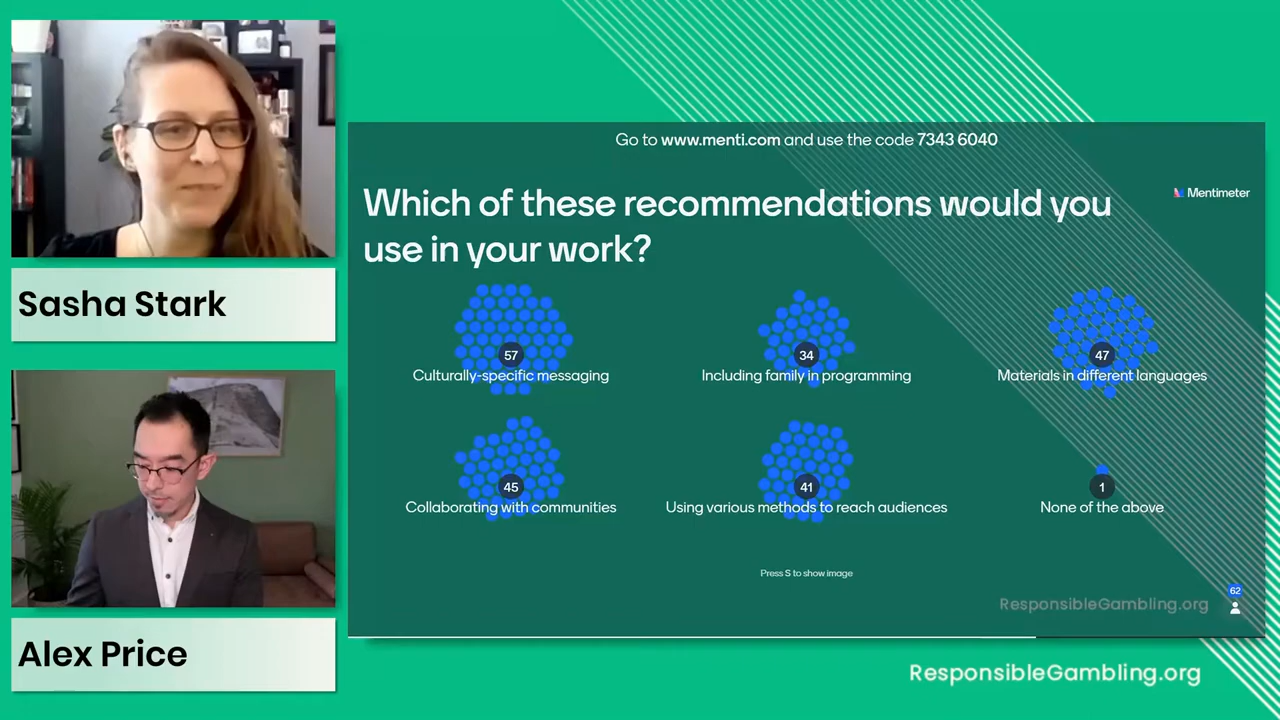 Sasha Stark
Alex Price
Go to www.menti.com and use the code 7343 6040
Mentimeter
Which of these recommendations would you
use in your work?
57
Culturally-specific messaging
34
Including family in programming
47
Materials in different languages
45
Collaborating with communities
41
Using various methods to reach audiences
1
None of the above
Press S to show image
62
ResponsibleGambling.org
ResponsibleGambling.org